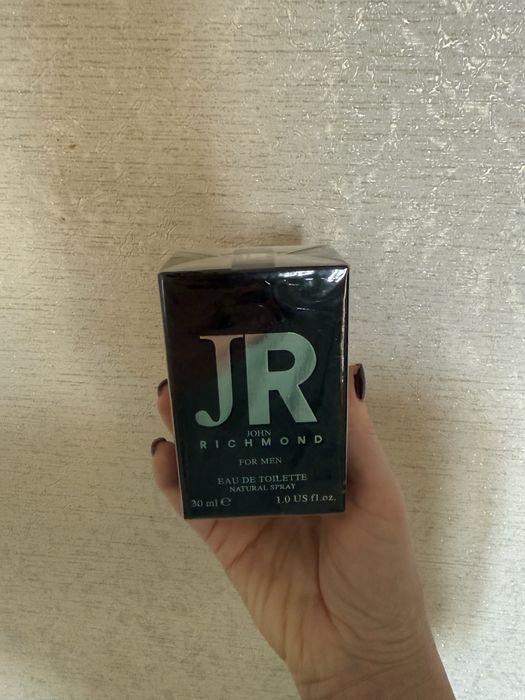 JR
JOHN
RICHMOND
FOR MEN
EAU DE TOILETTE
NATURAL SPRAY
30 ml ℮ 1.0 US fl.oz.